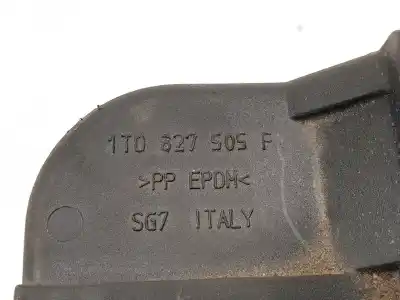 1T0 827 505 F
>PP EPDM<
SG7 ITALY